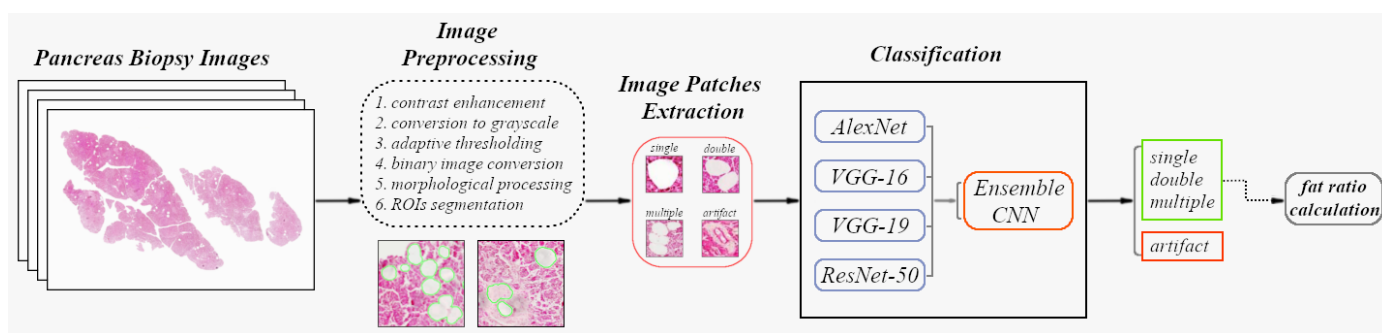 Pancreas Biopsy Images
Image
Preprocessing
1. contrast enhancement
2. conversion to grayscale
3. adaptive thresholding
4. binary image conversion
5. morphological processing
6. ROIs segmentation
Image Patches
Extraction
single
double
multiple
artifact
Classification
AlexNet
VGG-16
VGG-19
ResNet-50
Ensemble
CNN
single
double
multiple
artifact
fat ratio
calculation